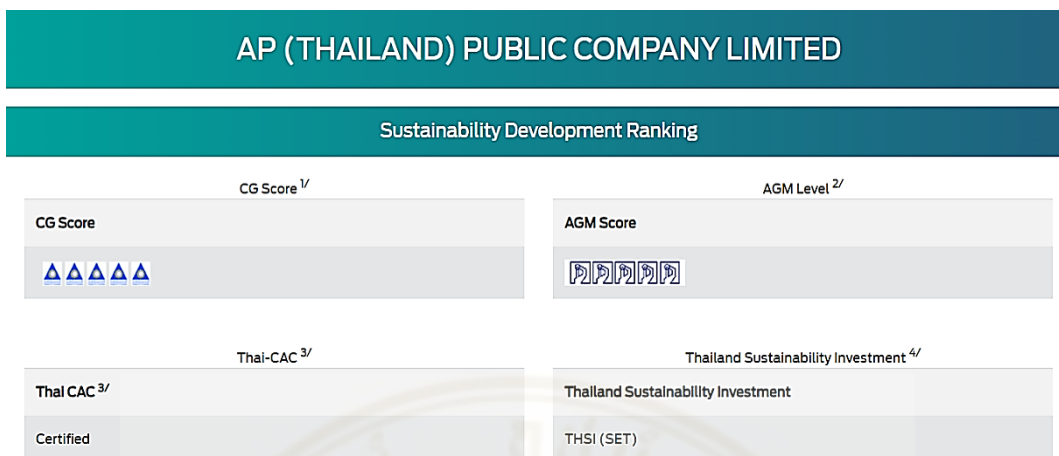 AP (THAILAND) PUBLIC COMPANY LIMITED
Sustainability Development Ranking
CG Score 1/
AGM Level 2/
CG Score
AGM Score
Thai-CAC 3/
Thailand Sustainability Investment 4/
Thai CAC 3/
Thailand Sustainability Investment
Certified
THSI (SET)